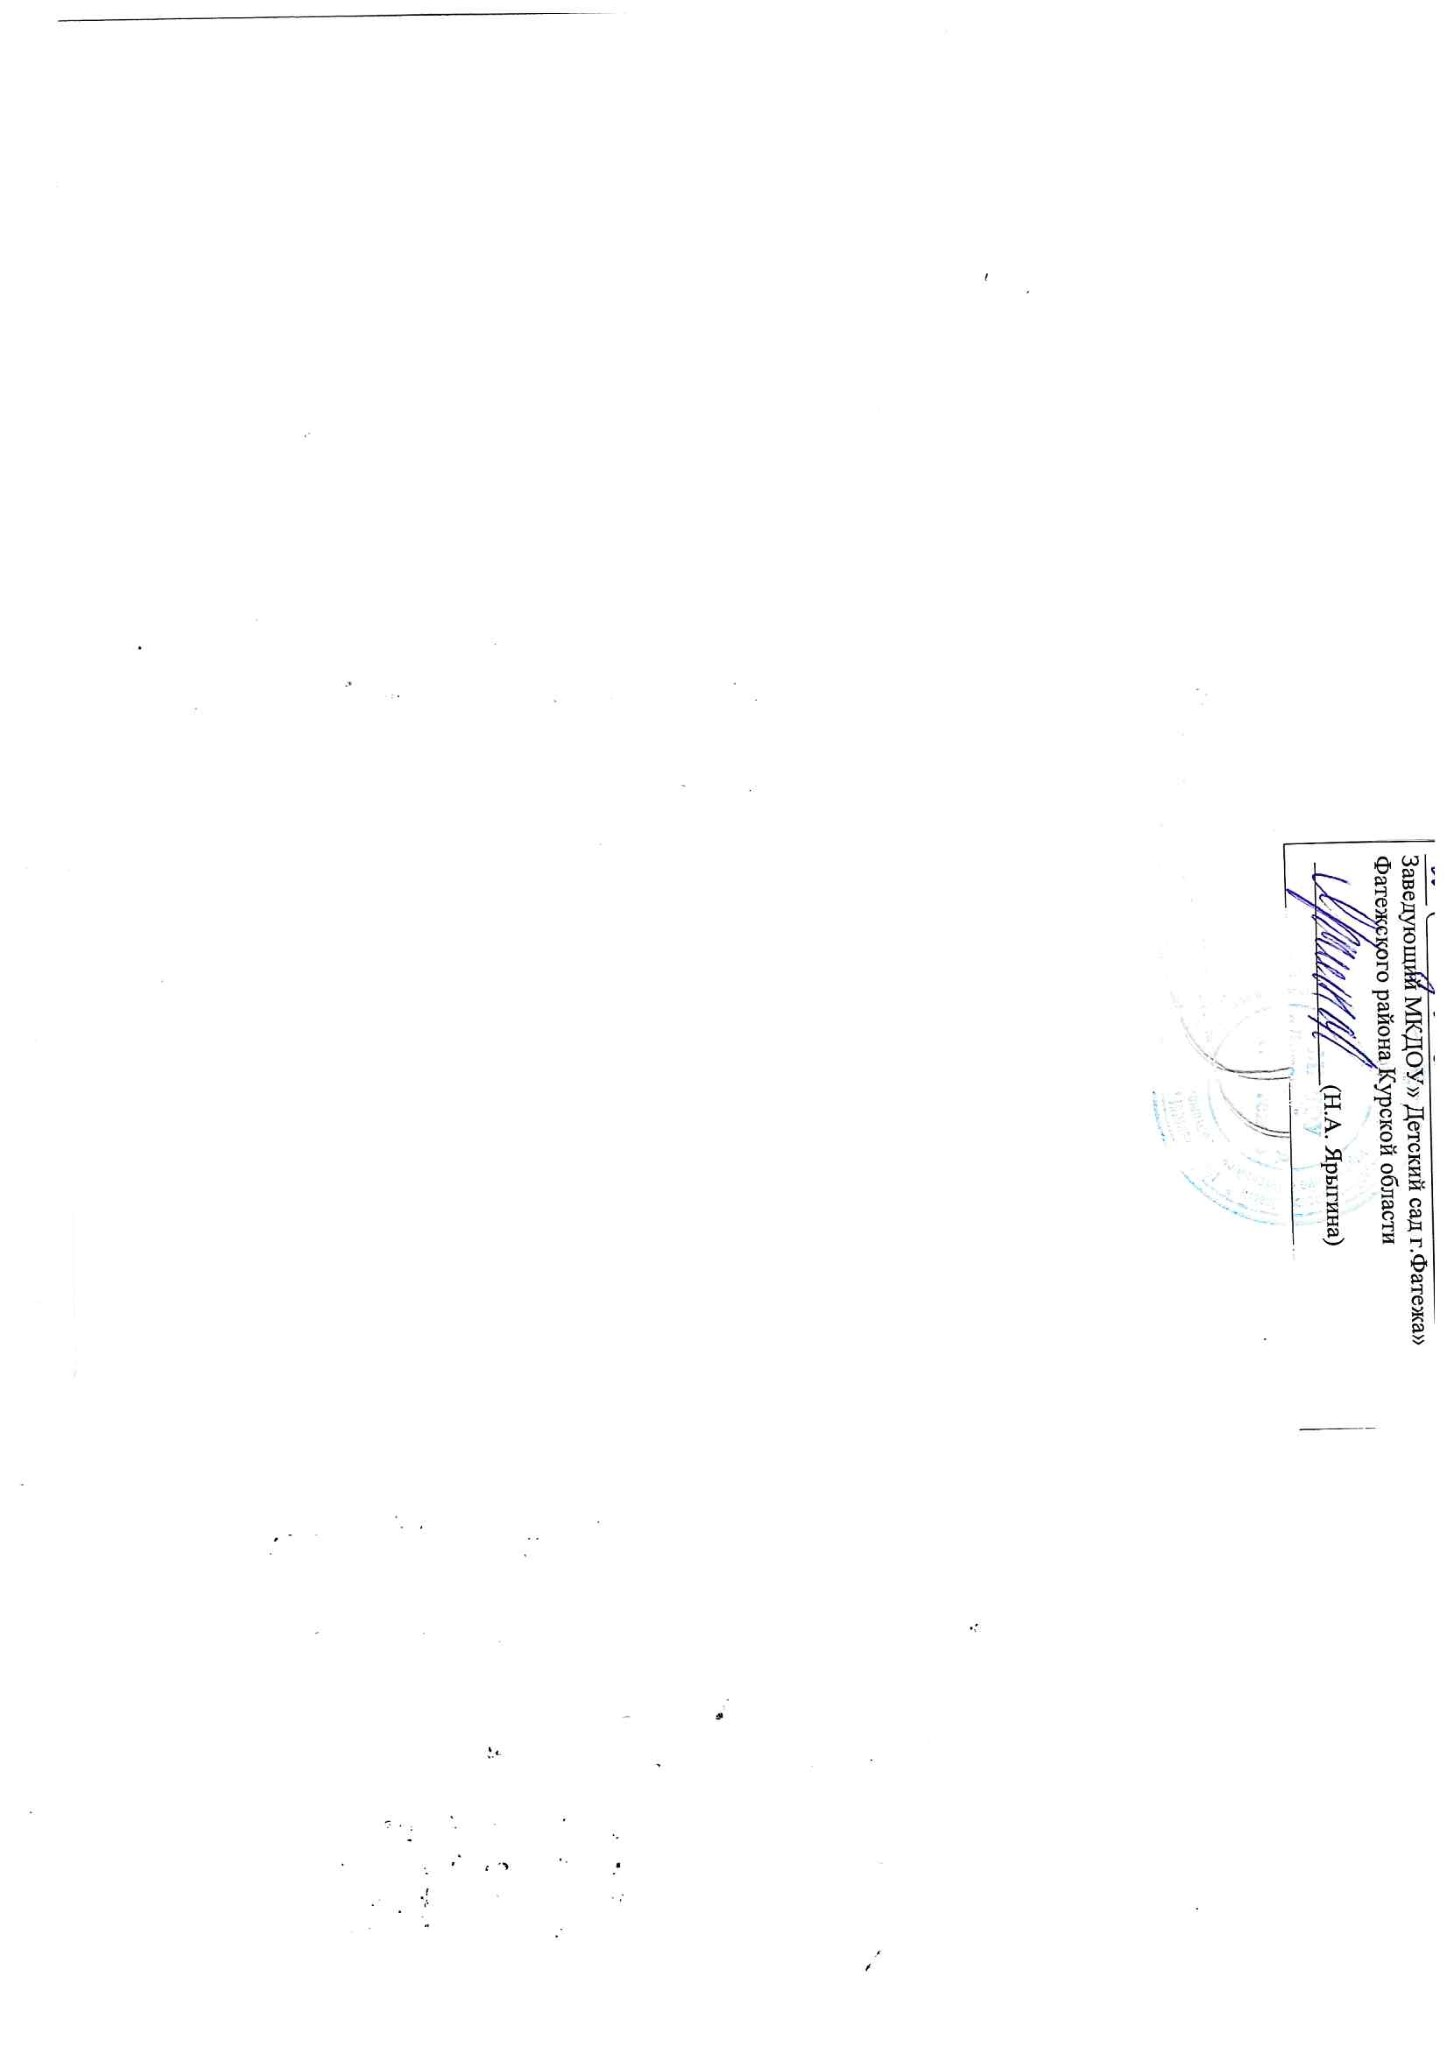 Заведующий МКДОУ» Детский сад г.Фатежа»
Фатежского района Курской области
(Н.А. Ярыгина)